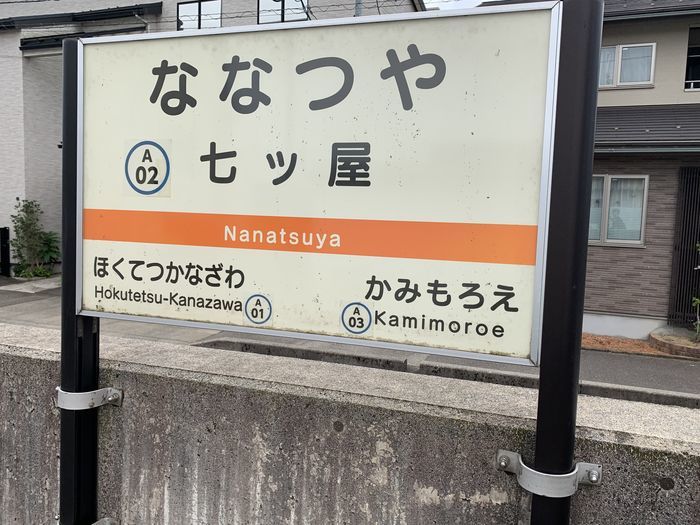 ななつや
A
02
七ッ屋
Nanatsuya
ほくてつかなざわ
Hokutetsu-Kanazawa
A
01
かみもろえ
A
03
Kamimoroe